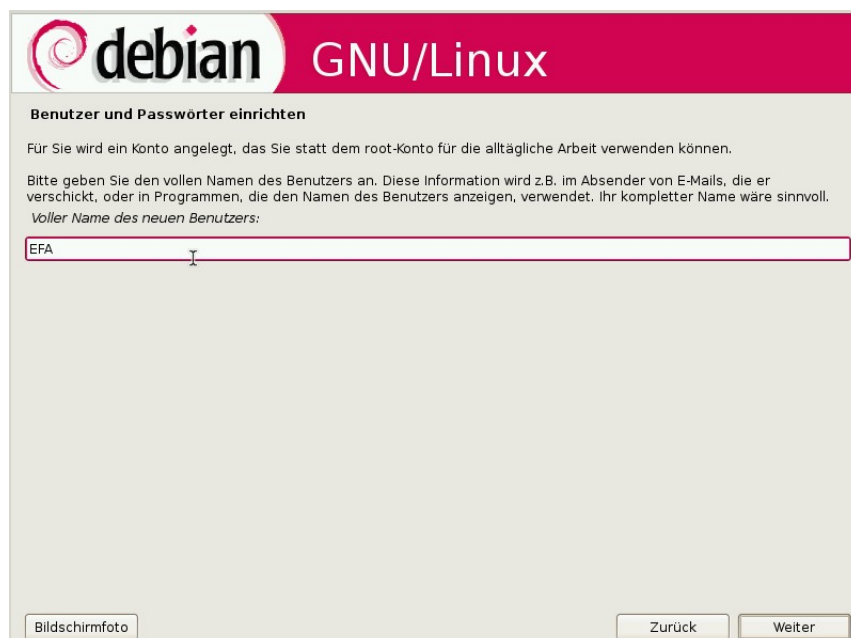 debian GNU/Linux
Benutzer und Passwörter einrichten
Für Sie wird ein Konto angelegt, das Sie statt dem root-Konto für die alltägliche Arbeit verwenden können.
Bitte geben Sie den vollen Namen des Benutzers an. Diese Information wird z.B. im Absender von E-Mails, die er
verschickt, oder in Programmen, die den Namen des Benutzers anzeigen, verwendet. Ihr kompletter Name wäre sinnvoll.
Voller Name des neuen Benutzers:
EFA
Bildschirmfoto Zurück Weiter